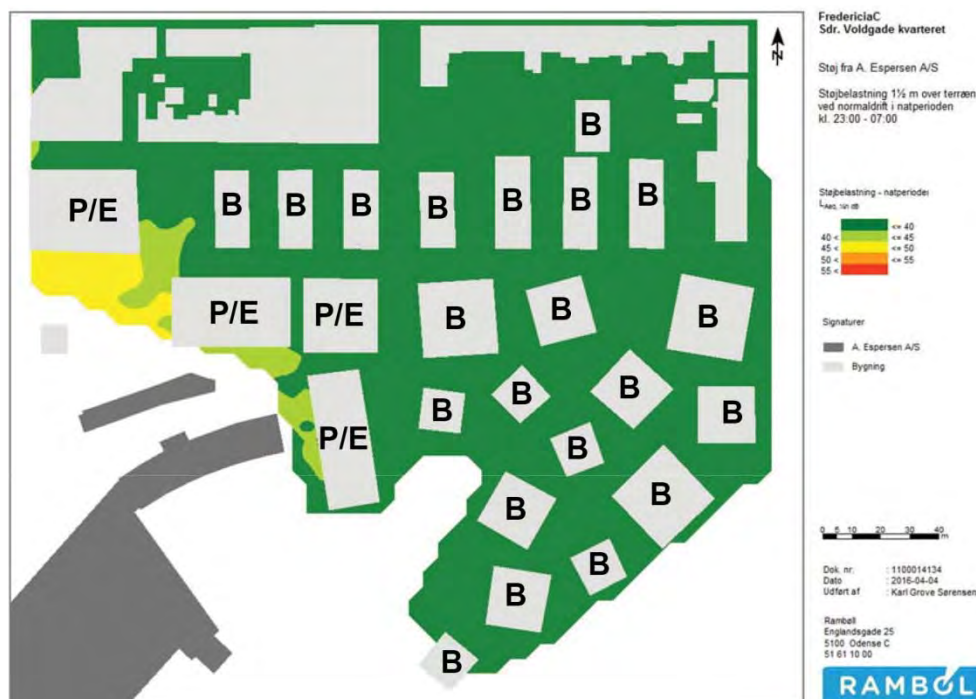 FredericiaC
Sdr. Voldgade kvarteret
Støj fra A. Espersen A/S
Støjbelastning 1½ m over terræn
ved normaldrift i natperioden
kl. 23:00 - 07:00
Støjbelastning - natperioder
<= 40
40 < <= 45
45 < <= 50
50 < <= 55
55 <
Signaturer
A. Espersen A/S
Bygning
0 5 10 20 30 40
m
Dok. nr. : 1100014134
Dato : 2016-04-04
Udført af : Karl Grove Sørensen
Rambøll
Englandsgade 25
5100 Odense C
51 61 10 00
RAMBØLL
N
B
P/E B B B B B B B
P/E P/E B B B
B B B B
P/E B
B B
B B
B